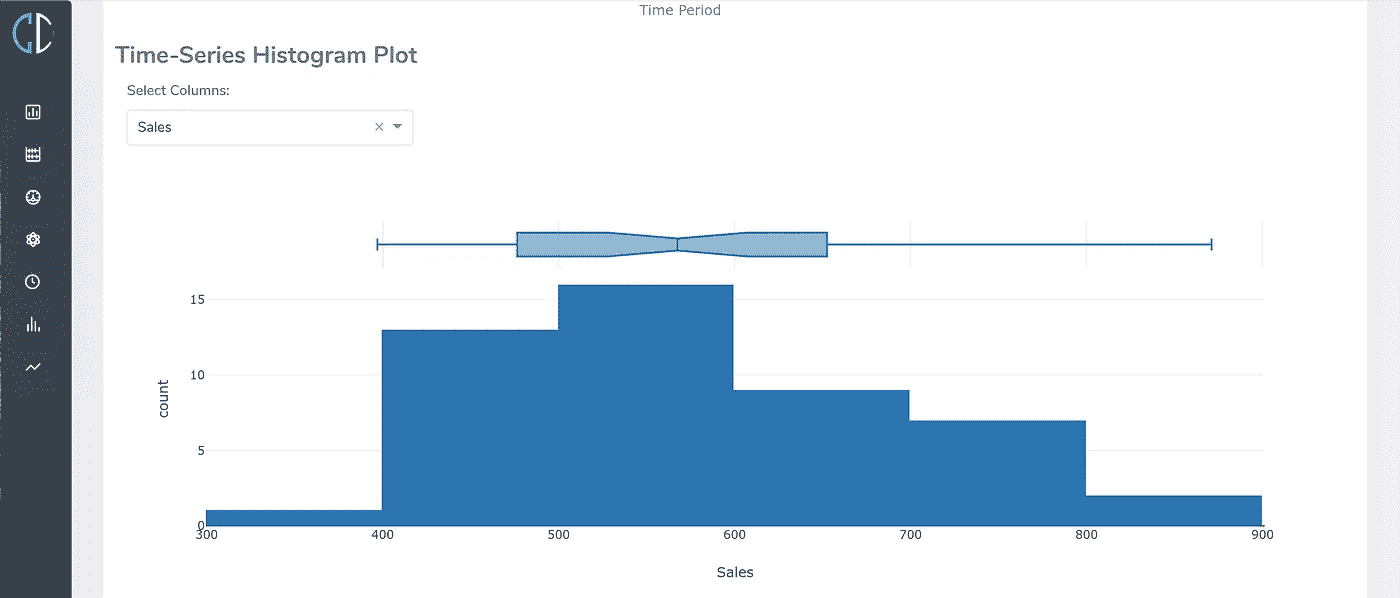 Time Period
Time-Series Histogram Plot
Select Columns:
Sales ×
15
10
5
0
count
300 400 500 600 700 800 900
Sales